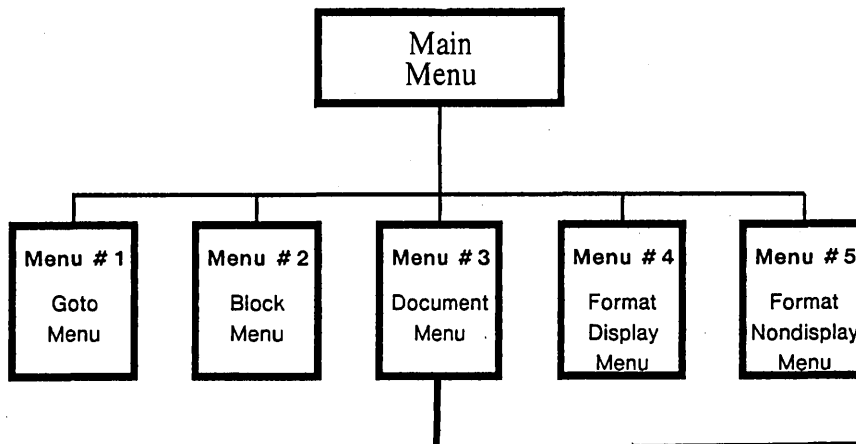 Main
Menu
Menu # 1
Goto
Menu
Menu # 2
Block
Menu
Menu # 3
Document
Menu
Menu # 4
Format
Display
Menu
Menu # 5
Format
Nondisplay
Menu